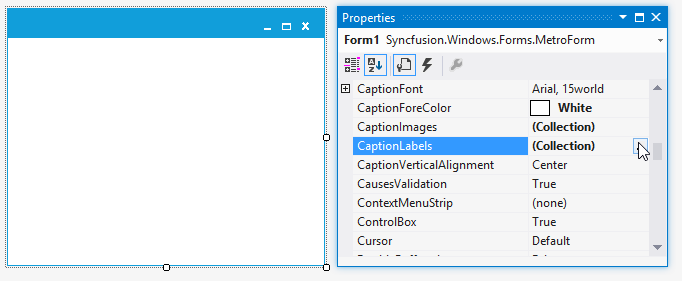 Properties
Form1 Syncfusion.Windows.Forms.MetroForm
CaptionFont Arial, 15world
CaptionForeColor White
CaptionImages (Collection)
CaptionLabels (Collection)
CaptionVerticalAlignment Center
CausesValidation True
ContextMenuStrip (none)
ControlBox True
Cursor Default